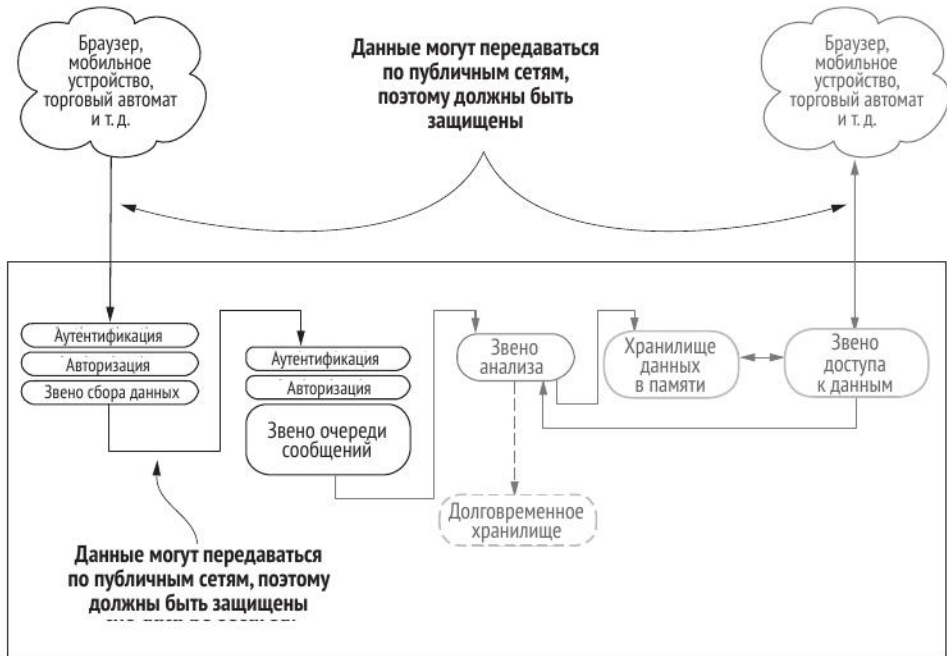 Браузер,
мобильное
устройство,
торговый автомат
и т. д.
Данные могут передаваться
по публичным сетям,
поэтому должны быть
защищены
Браузер,
мобильное
устройство,
торговый автомат
и т. д.
Аутентификация
Авторизация
Звено сбора данных
Аутентификация
Авторизация
Звено очереди
сообщений
Звено
анализа
Хранилище
данных
в памяти
Звено
доступа
к данным
Долговременное
хранилище
Данные могут передаваться
по публичным сетям, поэтому
должны быть защищены